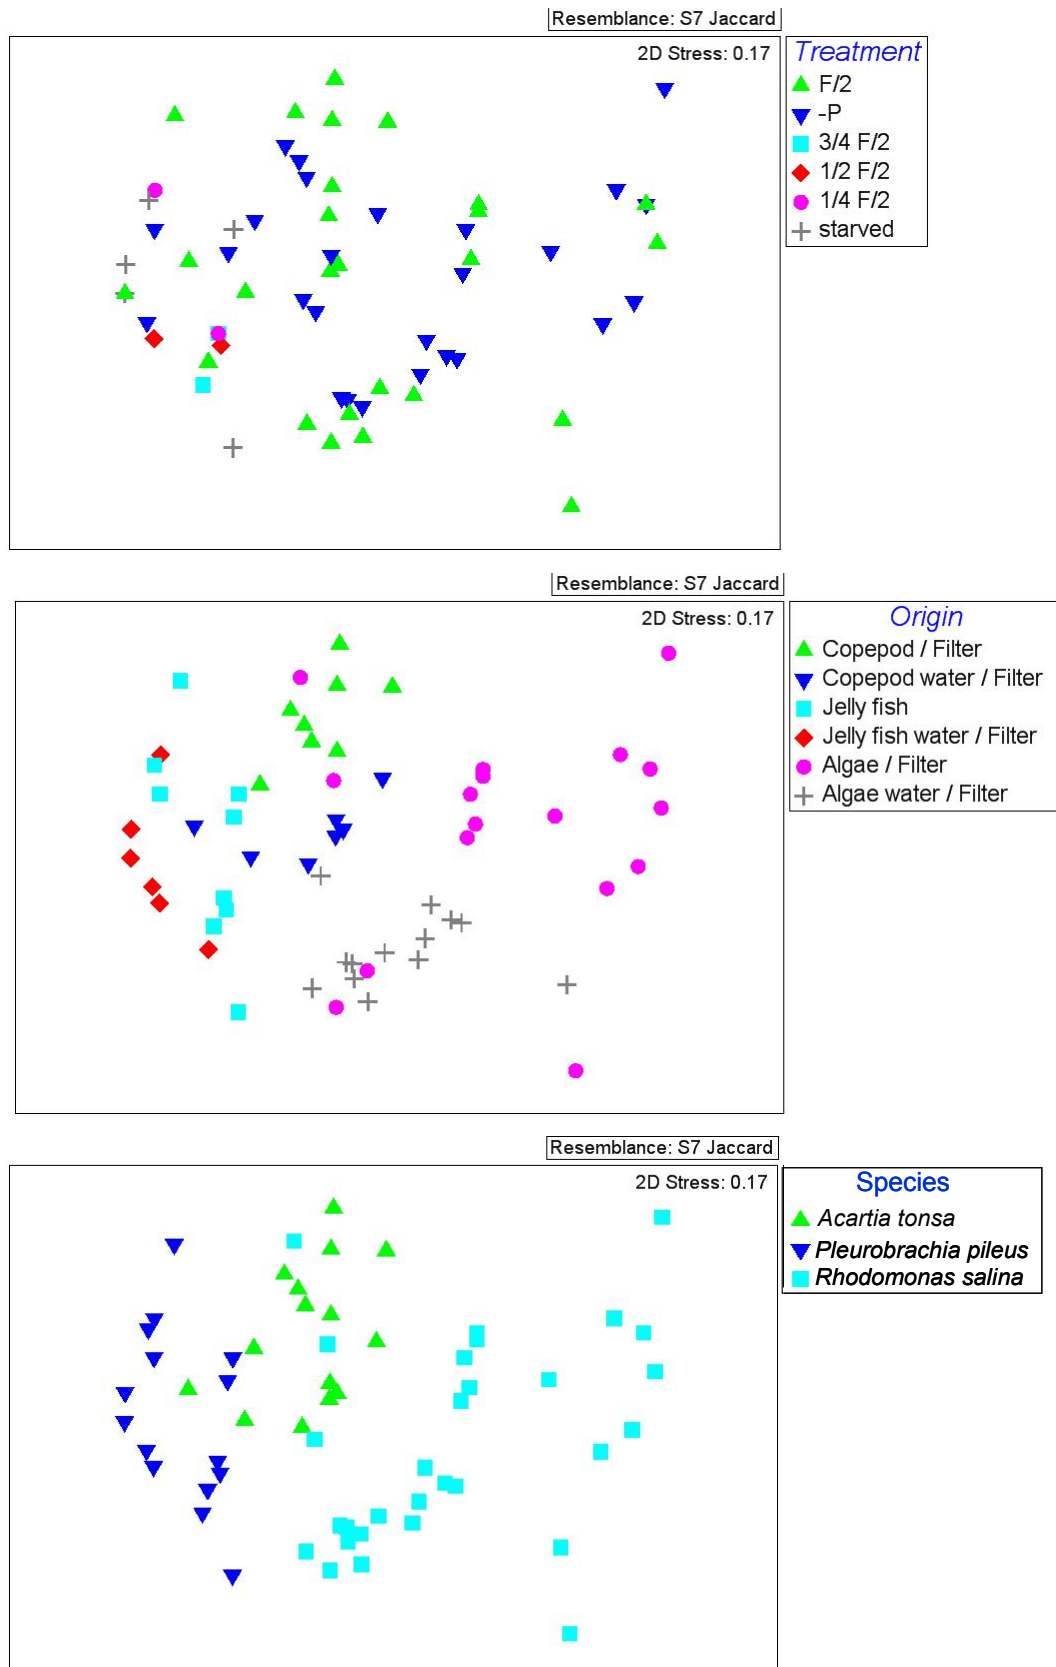 Resemblance: S7 Jaccard
2D Stress: 0.17
Treatment
F/2
-P
3/4 F/2
1/2 F/2
1/4 F/2
starved
Resemblance: S7 Jaccard
2D Stress: 0.17
Origin
Copepod / Filter
Copepod water / Filter
Jelly fish
Jelly fish water / Filter
Algae / Filter
Algae water / Filter
Resemblance: S7 Jaccard
2D Stress: 0.17
Species
Acartia tonsa
Pleurobrachia pileus
Rhodomonas salina